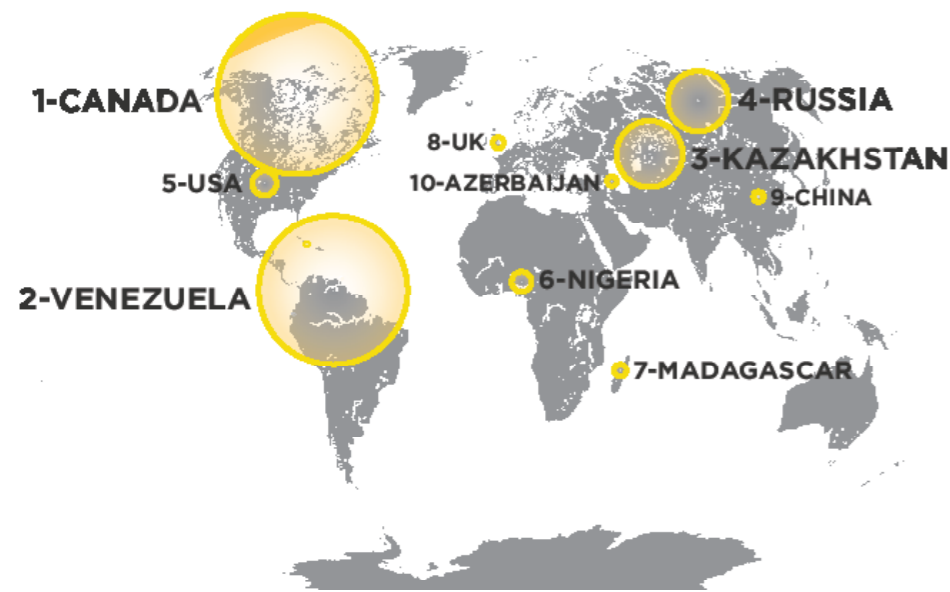 1-CANADA
4-RUSSIA
8-UK
3-KAZAKHSTAN
5-USA
10-AZERBAIJAN
9-CHINA
6-NIGERIA
2-VENEZUELA
7-MADAGASCAR